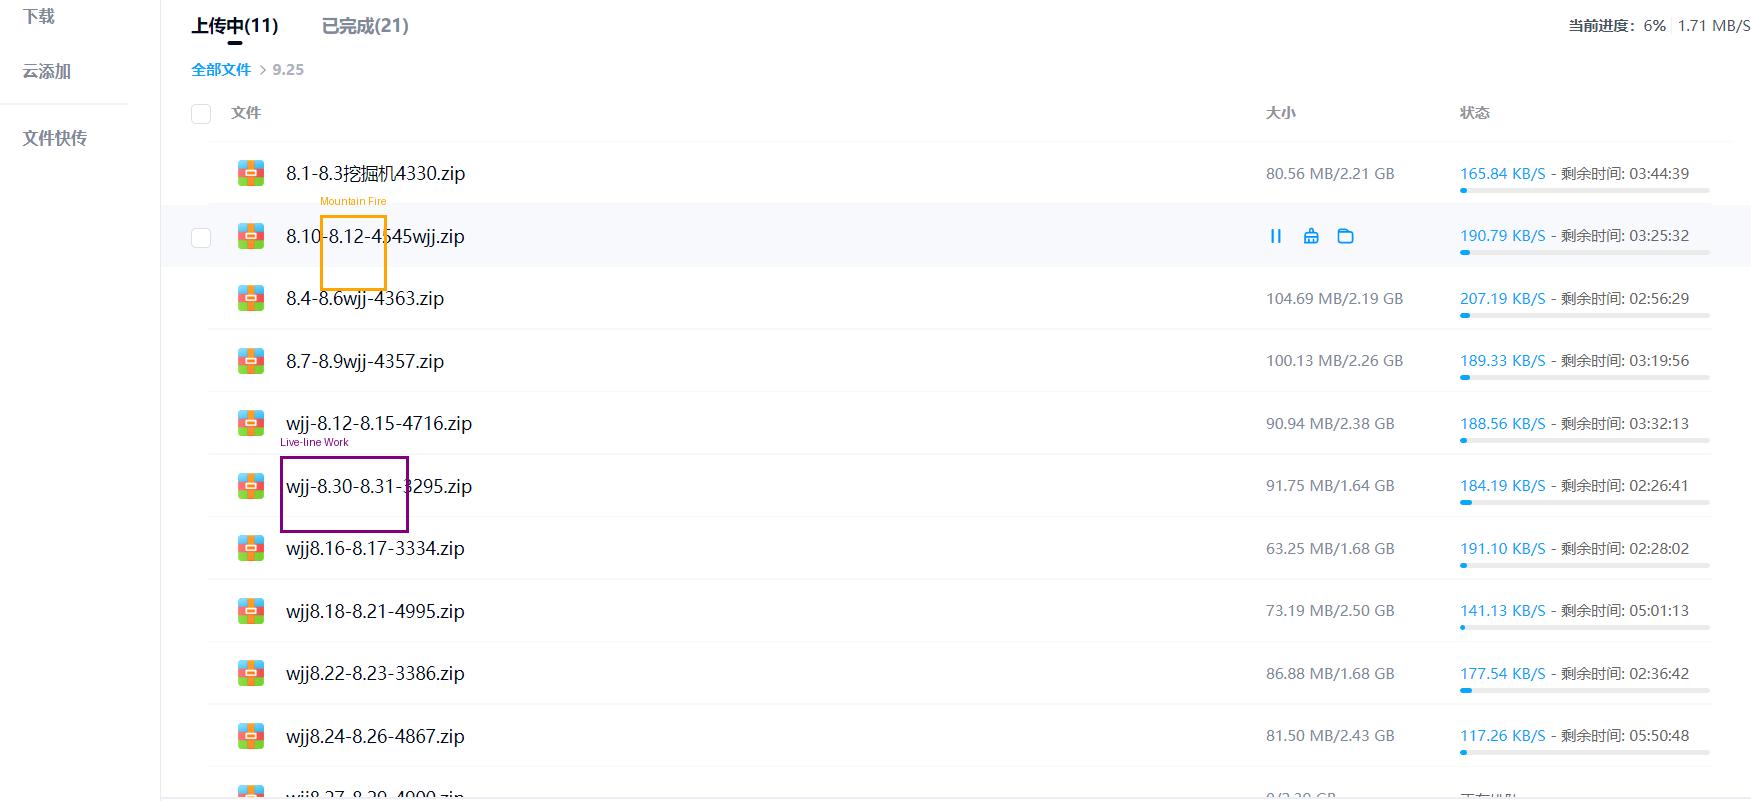 下载
云添加
文件快传
上传中(11) 已完成(21) 当前进度: 6% 1.71 MB/S
全部文件 > 9.25
文件 大小 状态
8.1-8.3挖掘机4330.zip 80.56 MB/2.21 GB 165.84 KB/S - 剩余时间: 03:44:39
Mountain Fire
8.10-8.12-4545wjj.zip 190.79 KB/S - 剩余时间: 03:25:32
8.4-8.6wjj-4363.zip 104.69 MB/2.19 GB 207.19 KB/S - 剩余时间: 02:56:29
8.7-8.9wjj-4357.zip 100.13 MB/2.26 GB 189.33 KB/S - 剩余时间: 03:19:56
wjj-8.12-8.15-4716.zip 90.94 MB/2.38 GB 188.56 KB/S - 剩余时间: 03:32:13
Live-line Work
wjj-8.30-8.31-3295.zip 91.75 MB/1.64 GB 184.19 KB/S - 剩余时间: 02:26:41
wjj8.16-8.17-3334.zip 63.25 MB/1.68 GB 191.10 KB/S - 剩余时间: 02:28:02
wjj8.18-8.21-4995.zip 73.19 MB/2.50 GB 141.13 KB/S - 剩余时间: 05:01:13
wjj8.22-8.23-3386.zip 86.88 MB/1.68 GB 177.54 KB/S - 剩余时间: 02:36:42
wjj8.24-8.26-4867.zip 81.50 MB/2.43 GB 117.26 KB/S - 剩余时间: 05:50:48